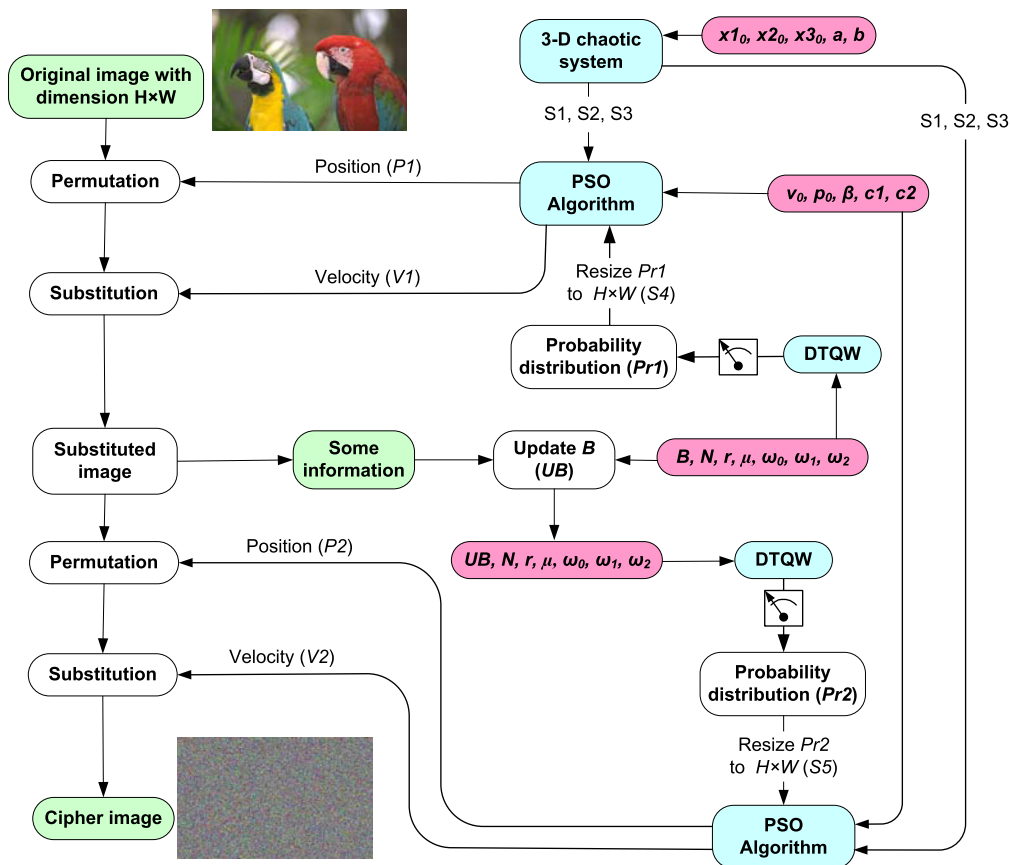 Original image with
dimension H×W
3-D chaotic
system
x1₀, x2₀, x3₀, a, b
S1, S2, S3
S1, S2, S3
Permutation
Position (P1)
PSO
Algorithm
v₀, p₀, β, c1, c2
Substitution
Velocity (V1)
Resize Pr1
to H×W (S4)
Probability
distribution (Pr1)
DTQW
Substituted
image
Some
information
Update B
(UB)
B, N, r, μ, ω₀, ω₁, ω₂
Permutation
Position (P2)
UB, N, r, μ, ω₀, ω₁, ω₂
DTQW
Substitution
Velocity (V2)
Probability
distribution (Pr2)
Resize Pr2
to H×W (S5)
Cipher image
PSO
Algorithm